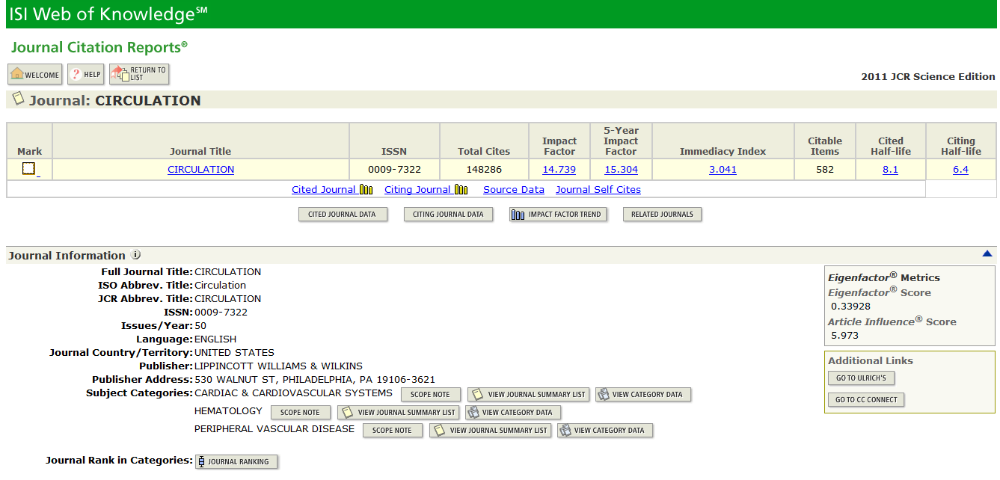 ISI Web of Knowledge℠
Journal Citation Reports®
WELCOME ? HELP RETURN TO LIST
2011 JCR Science Edition
Journal: CIRCULATION
Mark Journal Title ISSN Total Cites Impact Factor 5-Year Impact Factor Immediacy Index Citable Items Cited Half-life Citing Half-life
CIRCULATION 0009-7322 148286 14.739 15.304 3.041 582 8.1 6.4
Cited Journal Citing Journal Source Data Journal Self Cites
CITED JOURNAL DATA CITING JOURNAL DATA IMPACT FACTOR TREND RELATED JOURNALS
Journal Information i
Full Journal Title: CIRCULATION
ISO Abbrev. Title: Circulation
JCR Abbrev. Title: CIRCULATION
ISSN: 0009-7322
Issues/Year: 50
Language: ENGLISH
Journal Country/Territory: UNITED STATES
Publisher: LIPPINCOTT WILLIAMS & WILKINS
Publisher Address: 530 WALNUT ST, PHILADELPHIA, PA 19106-3621
Subject Categories: CARDIAC & CARDIOVASCULAR SYSTEMS SCOPE NOTE VIEW JOURNAL SUMMARY LIST VIEW CATEGORY DATA
HEMATOLOGY SCOPE NOTE VIEW JOURNAL SUMMARY LIST VIEW CATEGORY DATA
PERIPHERAL VASCULAR DISEASE SCOPE NOTE VIEW JOURNAL SUMMARY LIST VIEW CATEGORY DATA
Journal Rank in Categories: JOURNAL RANKING
Eigenfactor® Metrics
Eigenfactor® Score
0.33928
Article Influence® Score
5.973
Additional Links
GO TO ULRICH'S
GO TO CC CONNECT